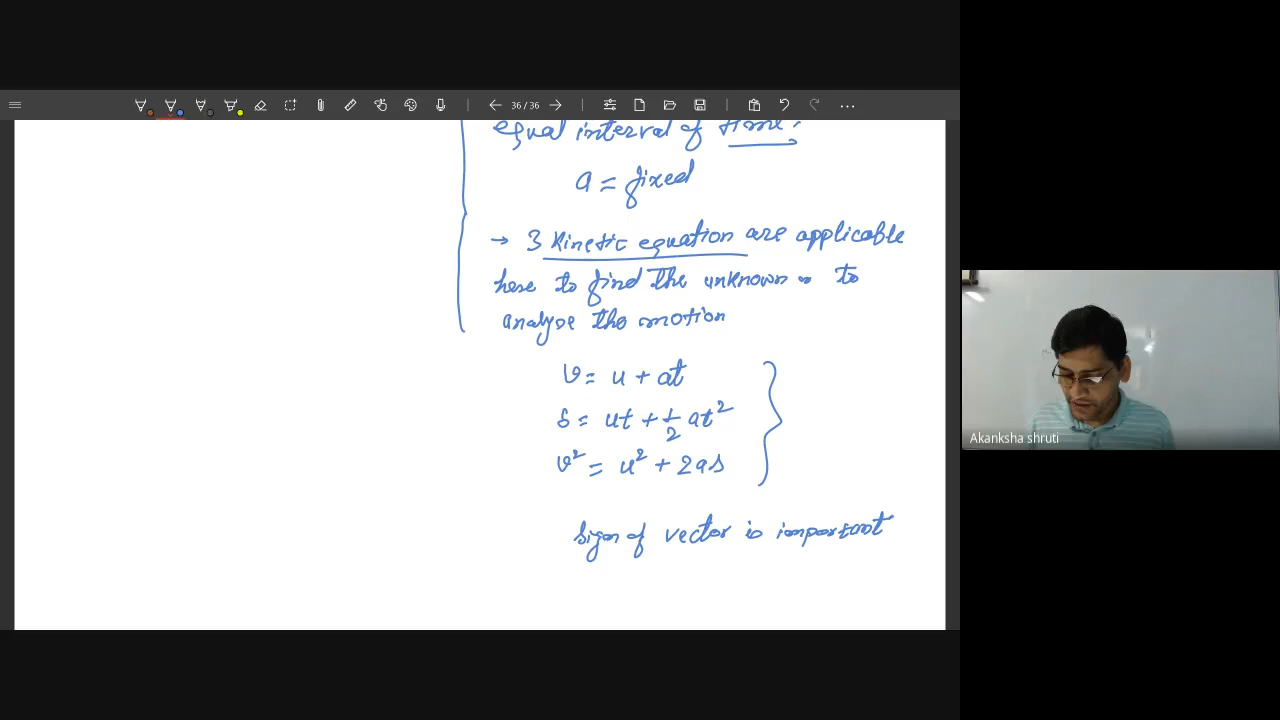 36 / 36
equal interval of time.
a = fixed
→ 3 kinetic equation are applicable
here to find the unknown to
analyse the motion
v = u + at
s = ut + 1/2 at²
v² = u² + 2as
Sign of vector is important
Akanksha shruti